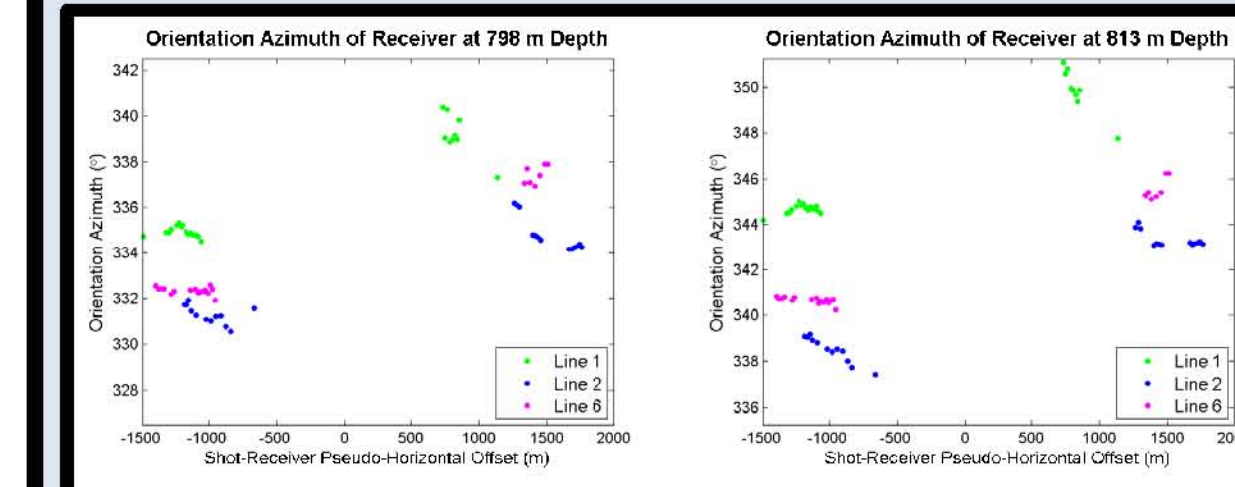 Orientation Azimuth of Receiver at 798 m Depth
342
340
338
336
334
332
330
328
Orientation Azimuth (°)
-1500 -1000 -500 0 500 1000 1500 2000
Shot-Receiver Pseudo-Horizontal Offset (m)
Line 1
Line 2
Line 6
Orientation Azimuth of Receiver at 813 m Depth
350
348
346
344
342
340
338
336
Orientation Azimuth (°)
-1500 -1000 -500 0 500 1000 1500 20
Shot-Receiver Pseudo-Horizontal Offset (m)
Line 1
Line 2
Line 6